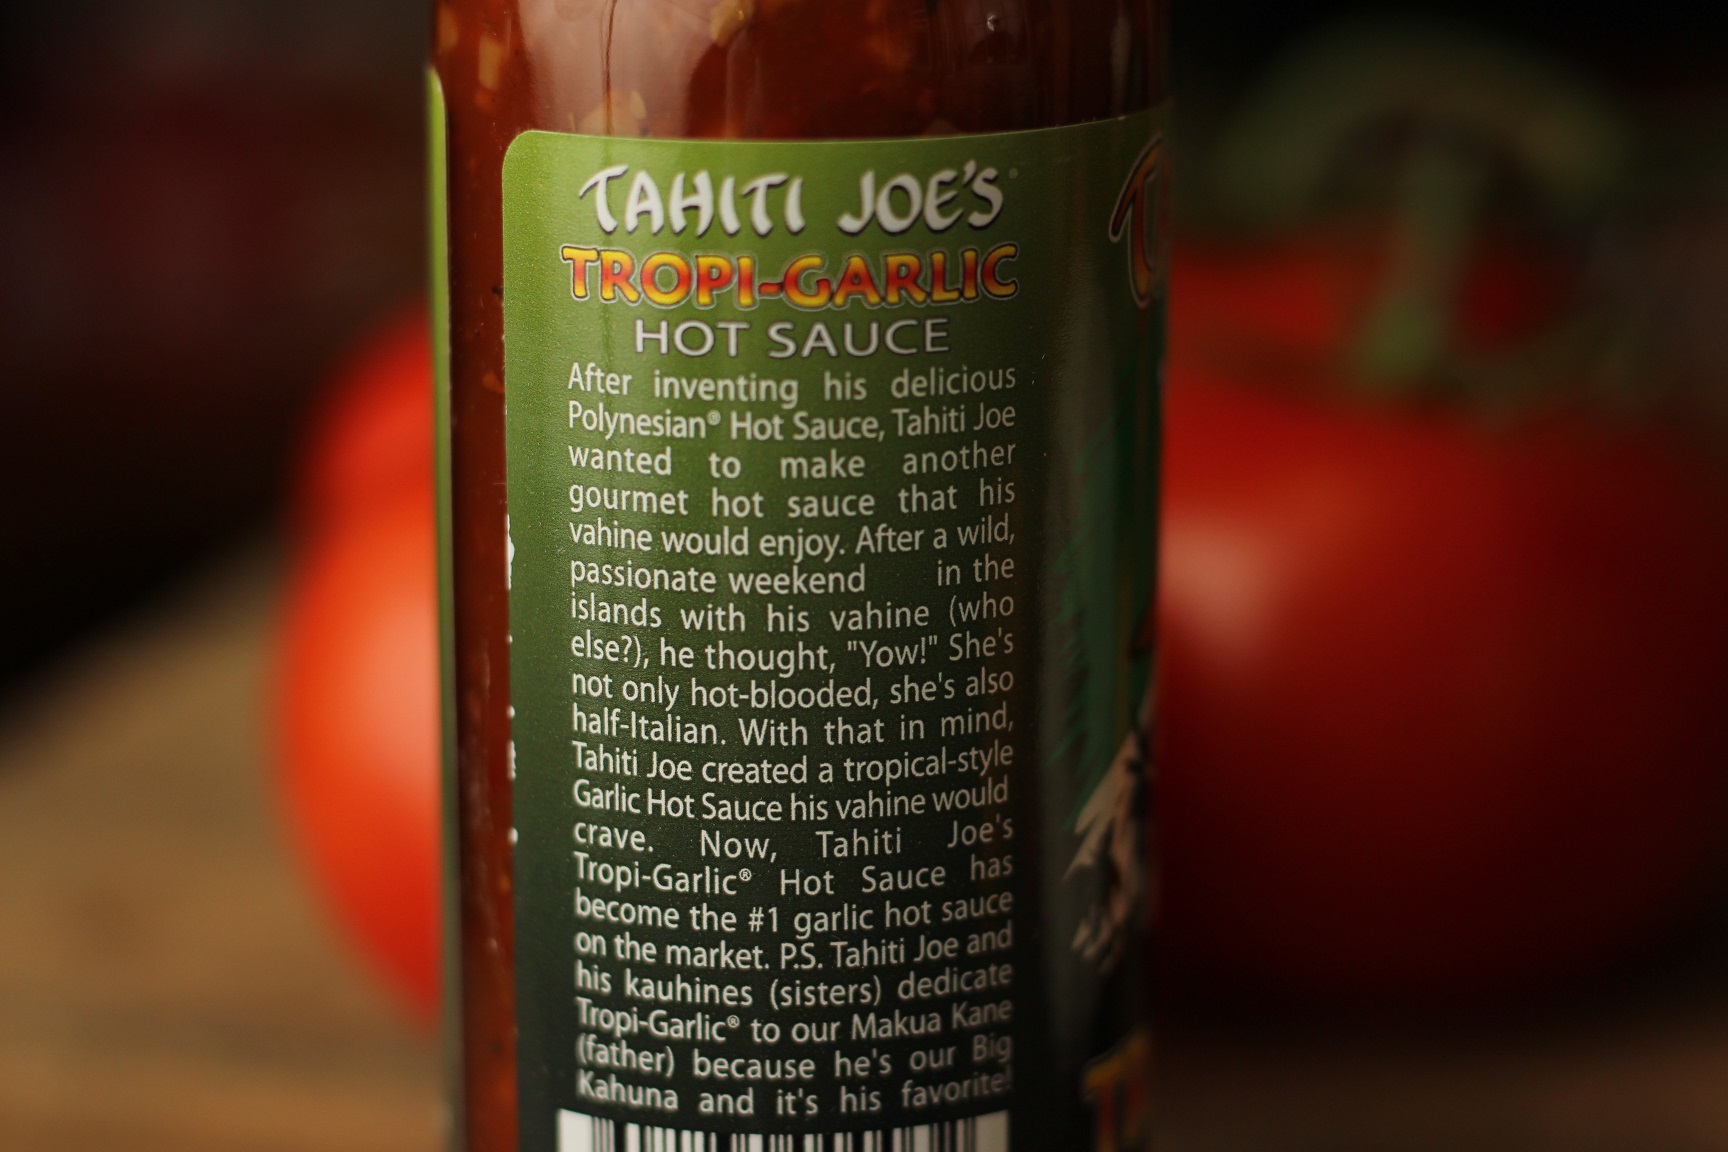 TAHITI JOE'S
TROPI-GARLIC
HOT SAUCE
After inventing his delicious
Polynesian® Hot Sauce, Tahiti Joe
wanted to make another
gourmet hot sauce that his
vahine would enjoy. After a wild,
passionate weekend in the
islands with his vahine (who
else?), he thought, "Yow!" She's
not only hot-blooded, she's also
half-Italian. With that in mind,
Tahiti Joe created a tropical-style
Garlic Hot Sauce his vahine would
crave. Now, Tahiti Joe's
Tropi-Garlic® Hot Sauce has
become the #1 garlic hot sauce
on the market. P.S. Tahiti Joe and
his kauhines (sisters) dedicate
Tropi-Garlic® to our Makua Kane
(father) because he's our Big
Kahuna and it's his favorite!